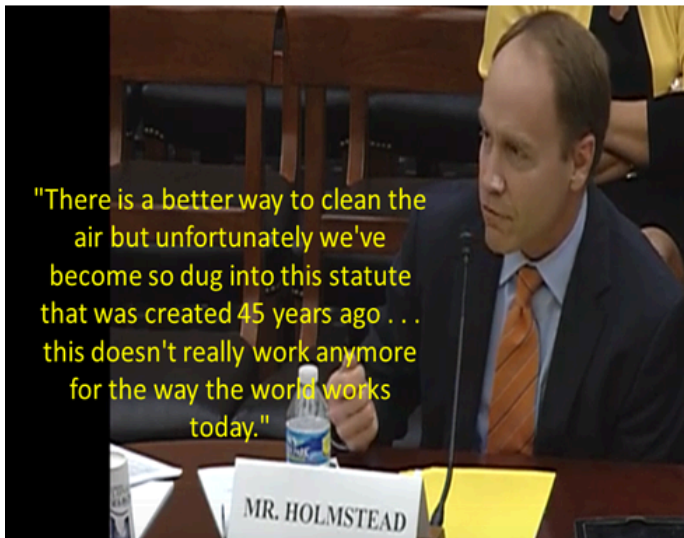 "There is a better way to clean the
air but unfortunately we've
become so dug into this statute
that was created 45 years ago . . .
this doesn't really work anymore
for the way the world works
today."
MR. HOLMSTEAD